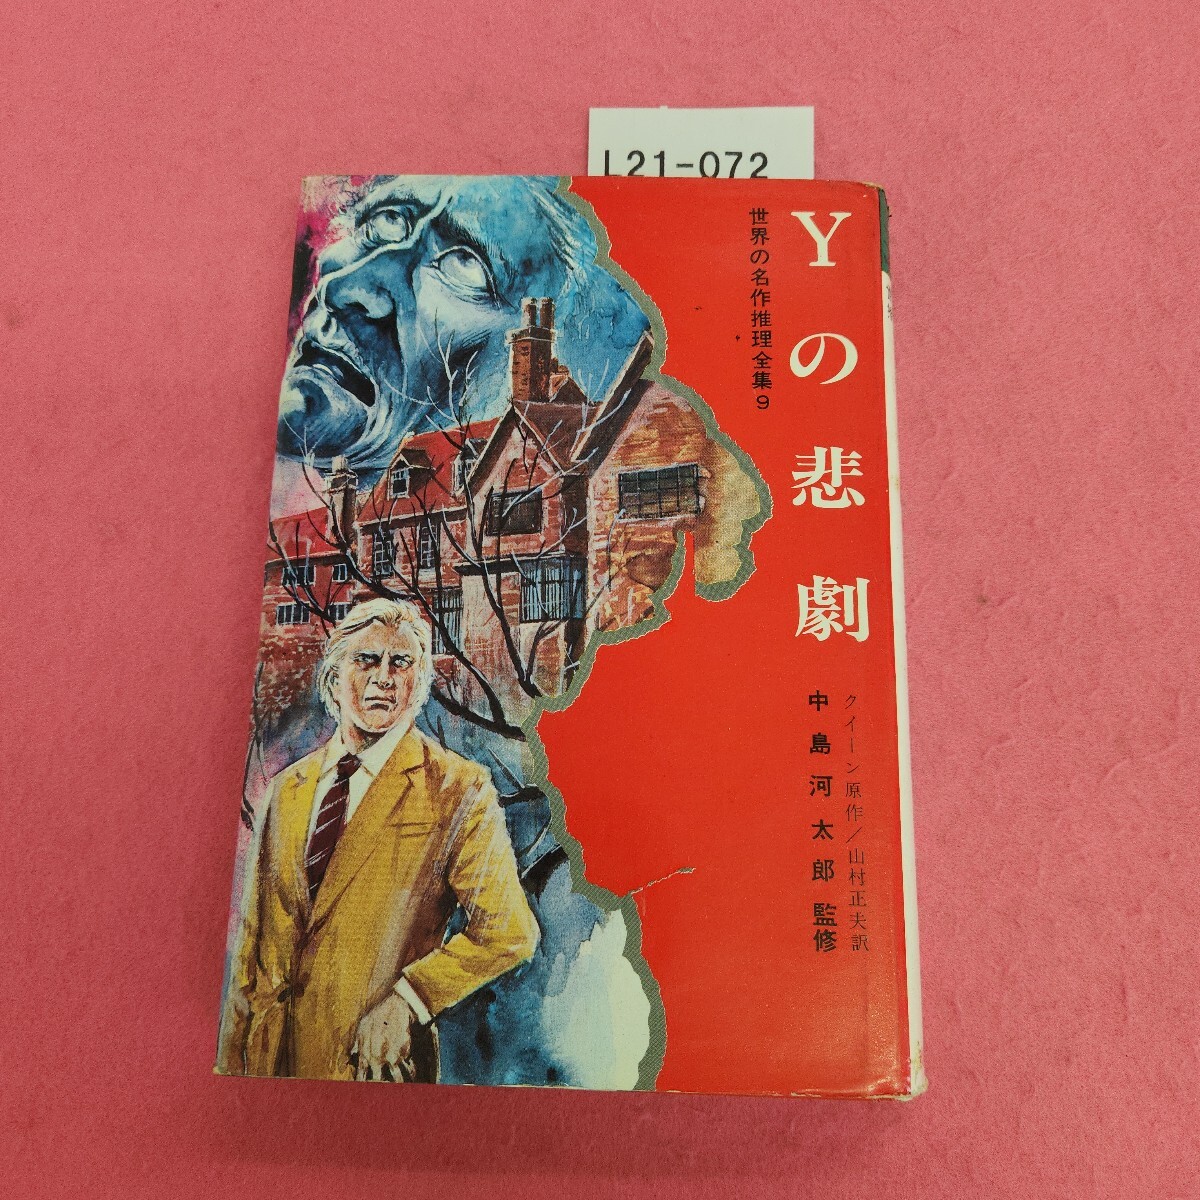 L21-072
Yの悲劇
世界の名作推理全集9
クイーン原作/山村正夫訳
中島河太郎監修